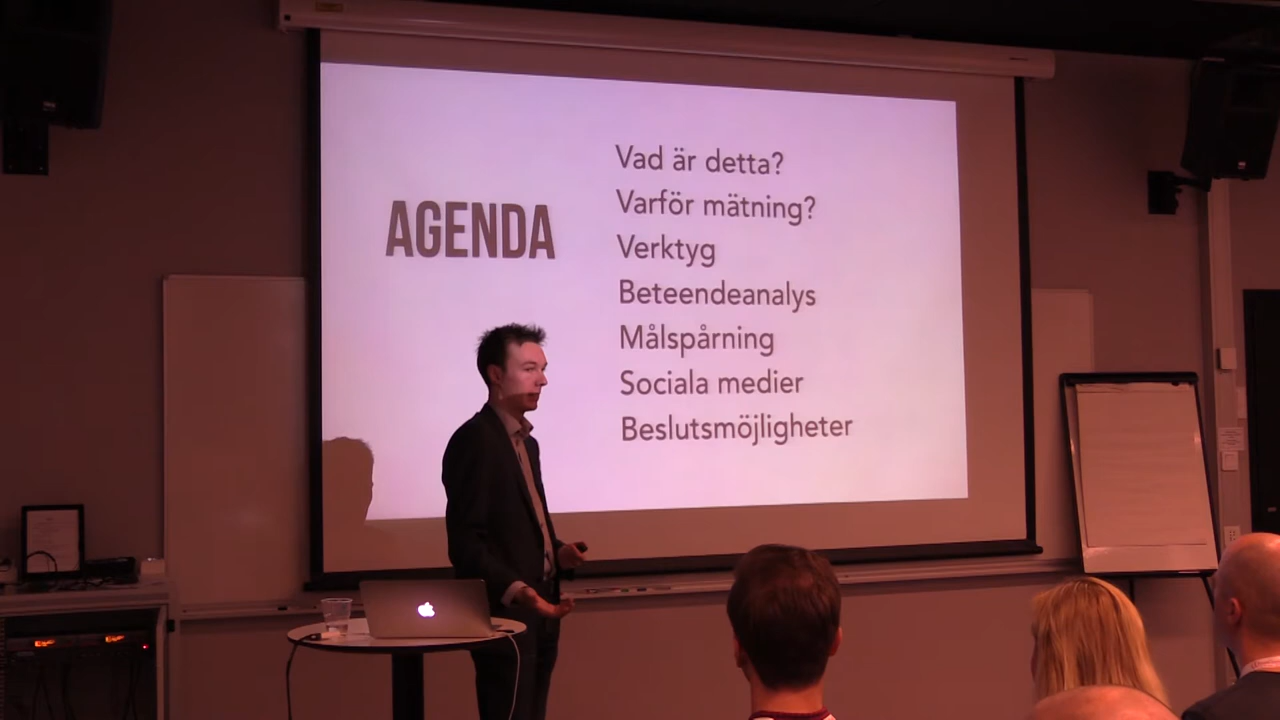 AGENDA
Vad är detta?
Varför mätning?
Verktyg
Beteendeanalys
Målspårning
Sociala medier
Beslutsmöjligheter